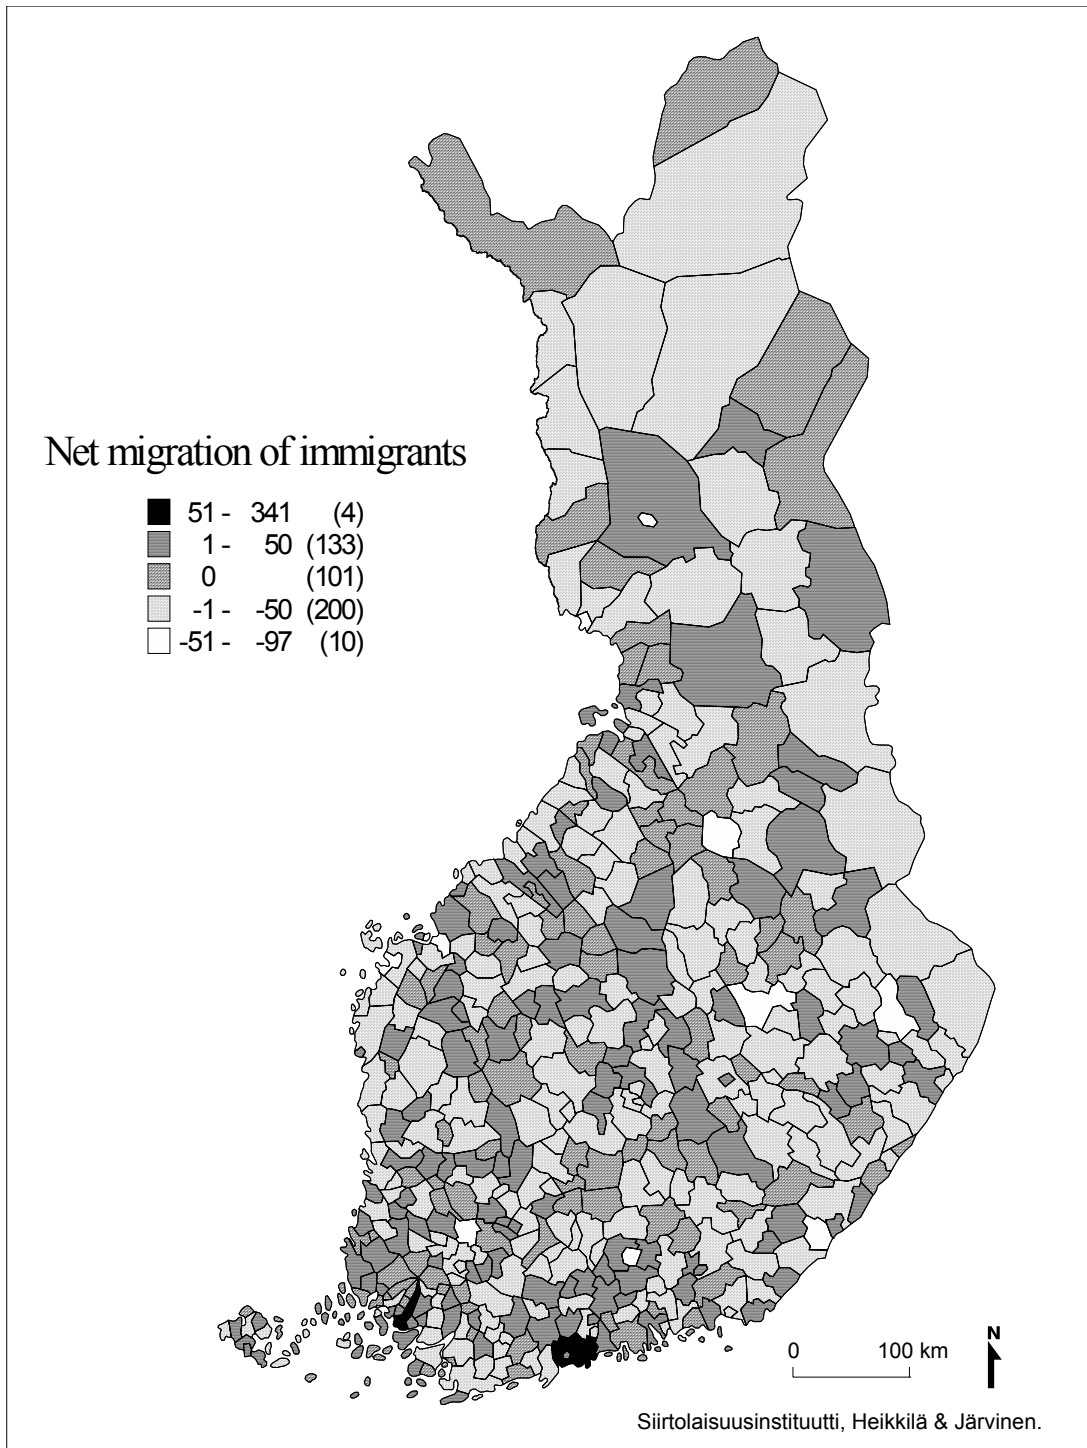 Net migration of immigrants
51 - 341 (4)
1 - 50 (133)
0 (101)
-1 - -50 (200)
-51 - -97 (10)
N
0 100 km
Siirtolaisuusinstituutti, Heikkilä & Järvinen.